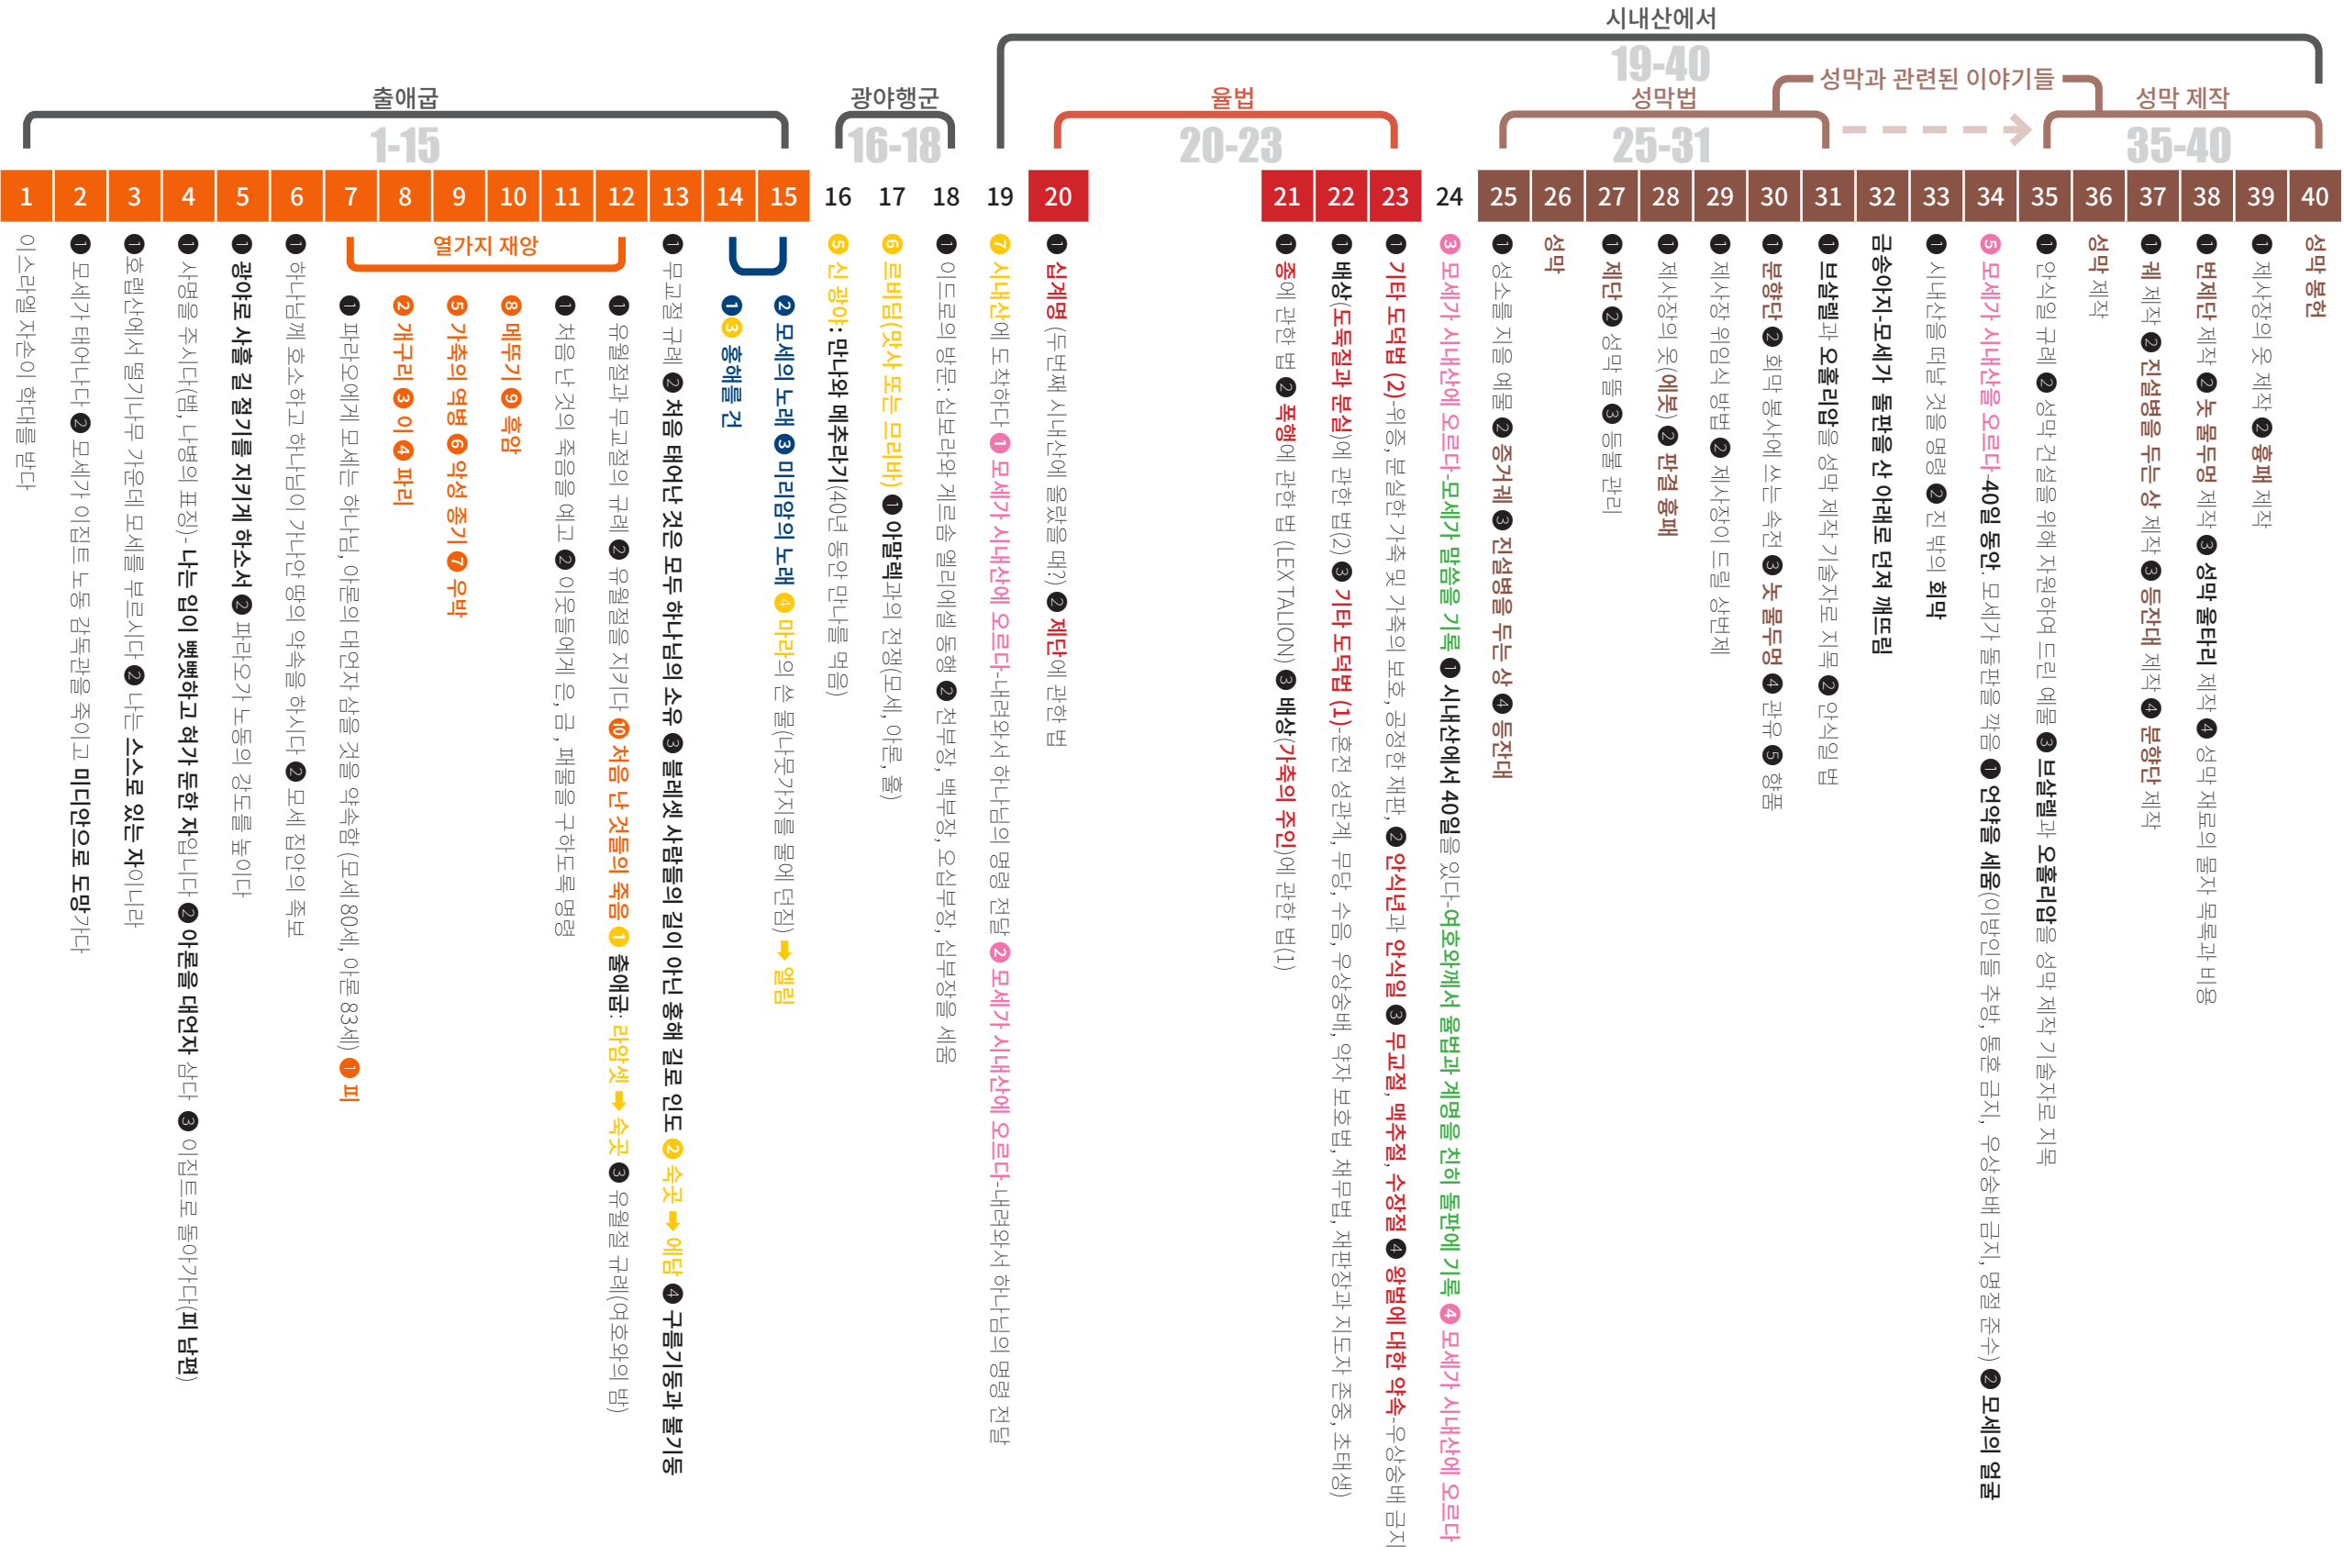 시내산에서
19-40
출애굽
1-15
광야행군
16-18
율법
20-23
성막법
25-31
성막과 관련된 이야기들
성막 제작
35-40
1 2 3 4 5 6 7 8 9 10 11 12 13 14 15 16 17 18 19 20 21 22 23 24 25 26 27 28 29 30 31 32 33 34 35 36 37 38 39 40
열가지 재앙
이스라엘 자손이 학대를 받다
❶ 모세가 태어나다 ❷ 모세가 이집트 노동 감독관을 죽이고 미디안으로 도망가다
❶호렙산에서 떨기나무 가운데 모세를 부르시다 ❷ 나는 스스로 있는 자이니라
❶ 사명을 주시다(뱀, 나병의 표징)- 나는 입이 뻣뻣하고 혀가 둔한 자입니다 ❷ 아론을 대언자 삼다 ❸ 이집트로 돌아가다(피 남편)
❶ 광야로 사흘 길 절기를 지키게 하소서 ❷ 파라오가 노동의 강도를 높이다
❶ 하나님께 호소하고 하나님이 가나안 땅의 약속을 하시다 ❷ 모세 집안의 족보
❶ 파라오에게 모세는 하나님, 아론의 대언자 삼을 것을 약속함 (모세 80세, 아론 83세) ❶ 피
❷ 개구리 ❸ 이 ❹ 파리
❺ 가축의 역병 ❻ 악성 종기 ❼ 우박
❽ 메뚜기 ❾ 흑암
❶ 처음 난 것의 죽음을 예고 ❷ 이웃들에게 은, 금 , 패물을 구하도록 명령
❶ 유월절과 무교절의 규례 ❷ 유월절을 지키다 ❿ 처음 난 것들의 죽음 ❶ 출애굽: 라암셋 ➡ 숙곳 ❸ 유월절 규례(여호와의 밤)
❶ 무교절 규례 ❷ 처음 태어난 것은 모두 하나님의 소유 ❸ 블레셋 사람들의 길이 아닌 홍해 길로 인도 ❷ 숙곳 ➡ 에담 ❹ 구름기둥과 불기둥
❶❸ 홍해를 건
❷ 모세의 노래 ❸ 미리암의 노래 ❹ 마라의 쓴 물(나뭇가지를 물에 던짐) ➡ 엘림
❺ 신 광야: 만나와 메추라기(40년 동안 만나를 먹음)
❻ 르비딤(맛사 또는 므리바) ❶ 아말렉과의 전쟁(모세, 아론, 훌)
❶ 이드로의 방문: 십보라와 게르솜 엘리에셀 동행 ❷ 천부장, 백부장, 오십부장, 십부장을 세움
❼ 시내산에 도착하다 ❶ 모세가 시내산에 오르다-내려와서 하나님의 명령 전달 ❷ 모세가 시내산에 오르다-내려와서 하나님의 명령 전달
❶ 십계명 (두번째 시내산에 올랐을 때?) ❷ 제단에 관한 법
❶ 종에 관한 법 ❷ 폭행에 관한 법 (LEX TALION) ❸ 배상(가축의 주인)에 관한 법(1)
❶ 배상(도둑질과 분실)에 관한 법(2) ❸ 기타 도덕법 (1)-혼전 성관계, 무당, 수음, 우상숭배, 약자 보호법, 채무법, 재판장과 지도자 존중, 초태생)
❶ 기타 도덕법 (2)-위증, 분실한 가축 및 가축의 보호, 공정한 재판, ❷ 안식년과 안식일 ❸ 무교절, 맥추절, 수장절 ❹ 왕벌에 대한 약속-우상숭배 금지
❸ 모세가 시내산에 오르다-모세가 말씀을 기록 ❶ 시내산에서 40일을 있다-여호와께서 율법과 계명을 친히 돌판에 기록 ❹ 모세가 시내산에 오르다
❶ 성소를 지을 예물 ❷ 증거궤 ❸ 진설병을 두는 상 ❹ 등잔대
성막
❶ 제단 ❷ 성막 뜰 ❸ 등불 관리
❶ 제사장의 옷(에봇) ❷ 판결 흉패
❶ 제사장 위임식 방법 ❷ 제사장이 드릴 상번제
❶ 분향단 ❷ 회막 봉사에 쓰는 속전 ❸ 놋 물두멍 ❹ 관유 ❺ 향품
❶ 브살렐과 오홀리압을 성막 제작 기술자로 지목 ❷ 안식일 법
금송아지-모세가 돌판을 산 아래로 던져 깨뜨림
❶ 시내산을 떠날 것을 명령 ❷ 진 밖의 회막
❺ 모세가 시내산을 오르다-40일 동안. 모세가 돌판을 깍음 ❶ 언약을 세움(이방인들 추방, 통혼 금지, 우상숭배 금지, 명절 준수) ❷ 모세의 얼굴
❶ 안식일 규례 ❷ 성막 건설을 위해 자원하여 드린 예물 ❸ 브살렐과 오홀리압을 성막 제작 기술자로 지목
성막 제작
❶ 궤 제작 ❷ 진설병을 두는 상 제작 ❸ 등잔대 제작 ❹ 분향단 제작
❶ 번제단 제작 ❷ 놋 물두멍 제작 ❸ 성막 울타리 제작 ❹ 성막 재료의 물자 목록과 비용
❶ 제사장의 옷 제작 ❷ 흉패 제작
성막 봉헌